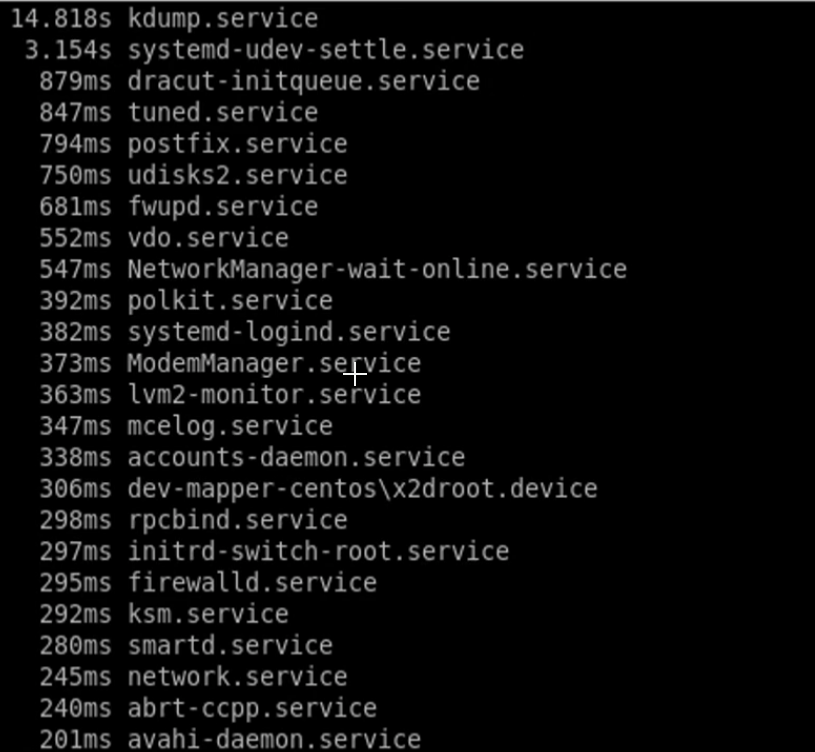 14.818s kdump.service
3.154s systemd-udev-settle.service
879ms dracut-initqueue.service
847ms tuned.service
794ms postfix.service
750ms udisks2.service
681ms fwupd.service
552ms vdo.service
547ms NetworkManager-wait-online.service
392ms polkit.service
382ms systemd-logind.service
373ms ModemManager.service
363ms lvm2-monitor.service
347ms mcelog.service
338ms accounts-daemon.service
306ms dev-mapper-centos\x2droot.device
298ms rpcbind.service
297ms initrd-switch-root.service
295ms firewalld.service
292ms ksm.service
280ms smartd.service
245ms network.service
240ms abrt-ccpp.service
201ms avahi-daemon.service